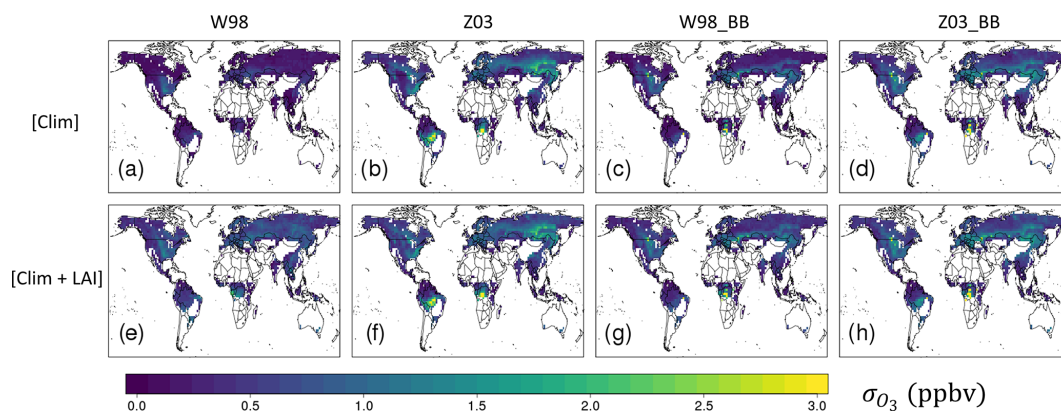 W98 Z03 W98_BB Z03_BB
[Clim]
(a) (b) (c) (d)
[Clim + LAI]
(e) (f) (g) (h)
0.0 0.5 1.0 1.5 2.0 2.5 3.0
σO₃ (ppbv)